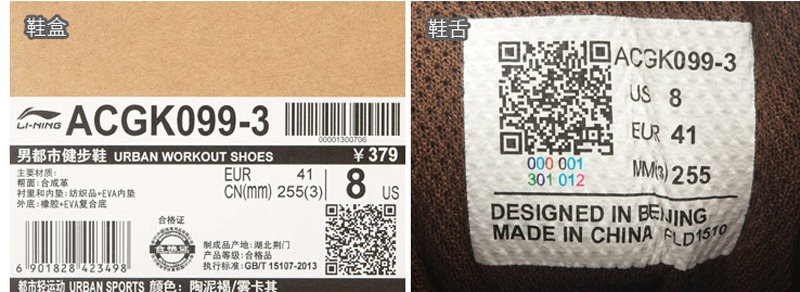 鞋盒
LI-NING
ACGK099-3
00001300706
男都市健步鞋 URBAN WORKOUT SHOES
￥379
主要材质:
帮面:合成革
衬里和内垫:纺织品+EVA内垫
外底:橡胶+EVA复合底
EUR 41
CN(mm) 255(3)
8 US
合格证
制成品产地:湖北荆门
产品等级:合格品
执行标准:GB/T 15107-2013
6 901828 423498
都市轻运动 URBAN SPORTS 颜色: 陶泥褐/雾卡其
鞋舌
ACGK099-3
US 8
EUR 41
MM(3) 255
000 001
301 012
DESIGNED IN BEIJING
MADE IN CHINA FLD1510